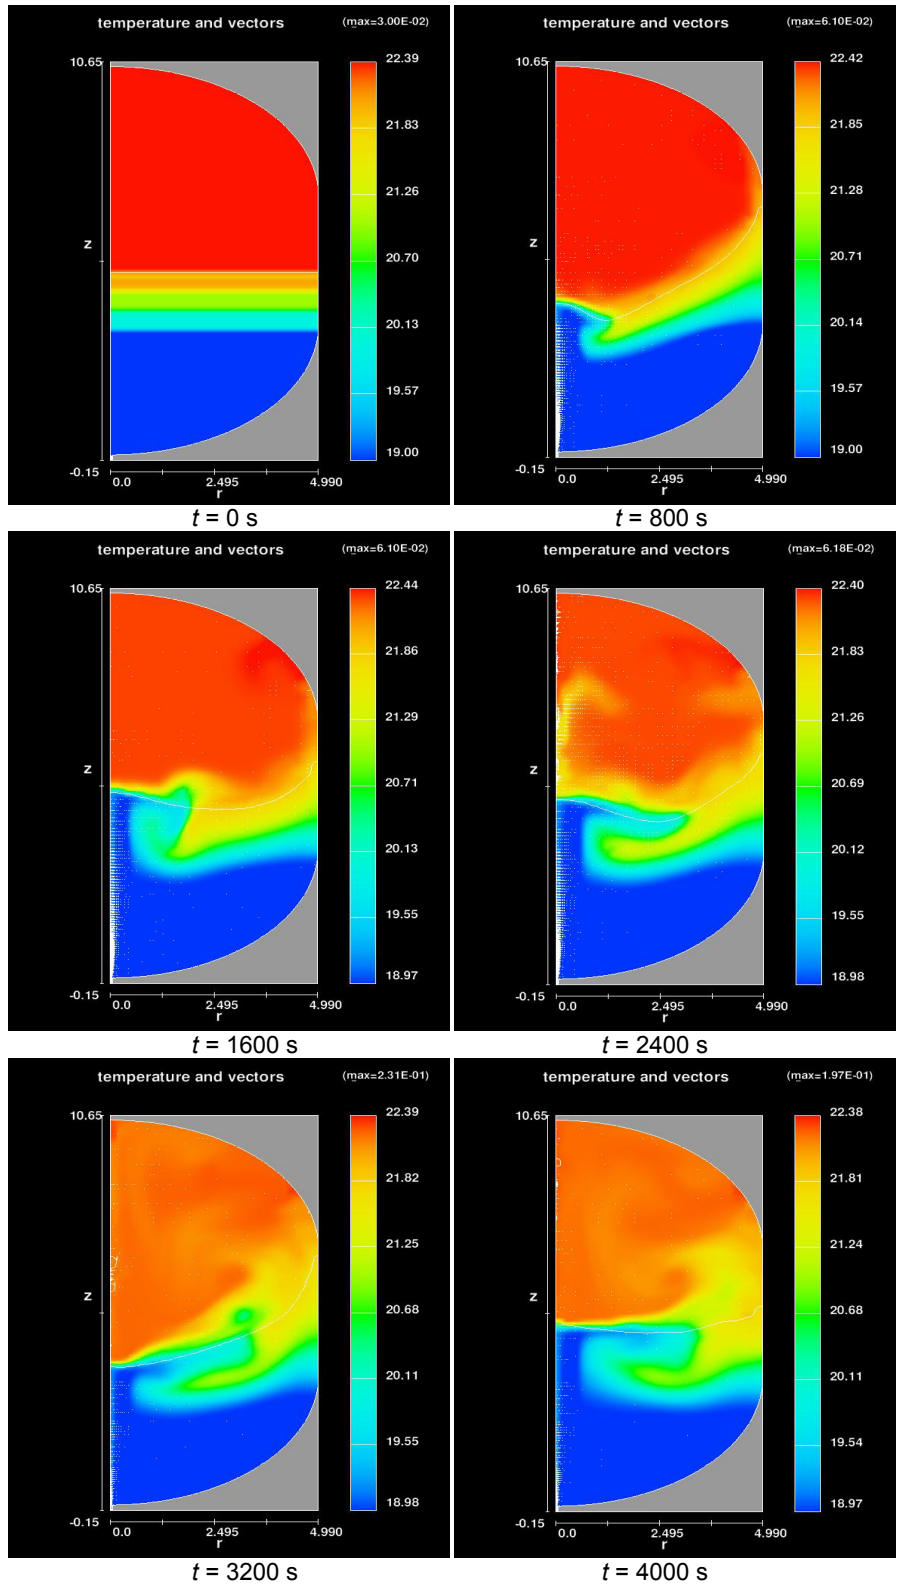 temperature and vectors (max=3.00E-02)
10.65
22.39
21.83
21.26
20.70
20.13
19.57
19.00
z
-0.15
0.0 2.495 4.990
r
t = 0 s
temperature and vectors (max=6.10E-02)
10.65
22.42
21.85
21.28
20.71
20.14
19.57
19.00
z
-0.15
0.0 2.495 4.990
r
t = 800 s
temperature and vectors (max=6.10E-02)
10.65
22.44
21.86
21.29
20.71
20.13
19.55
18.97
z
-0.15
0.0 2.495 4.990
r
t = 1600 s
temperature and vectors (max=6.18E-02)
10.65
22.40
21.83
21.26
20.69
20.12
19.55
18.98
z
-0.15
0.0 2.495 4.990
r
t = 2400 s
temperature and vectors (max=2.31E-01)
10.65
22.39
21.82
21.25
20.68
20.11
19.55
18.98
z
-0.15
0.0 2.495 4.990
r
t = 3200 s
temperature and vectors (max=1.97E-01)
10.65
22.38
21.81
21.24
20.68
20.11
19.54
18.97
z
-0.15
0.0 2.495 4.990
r
t = 4000 s